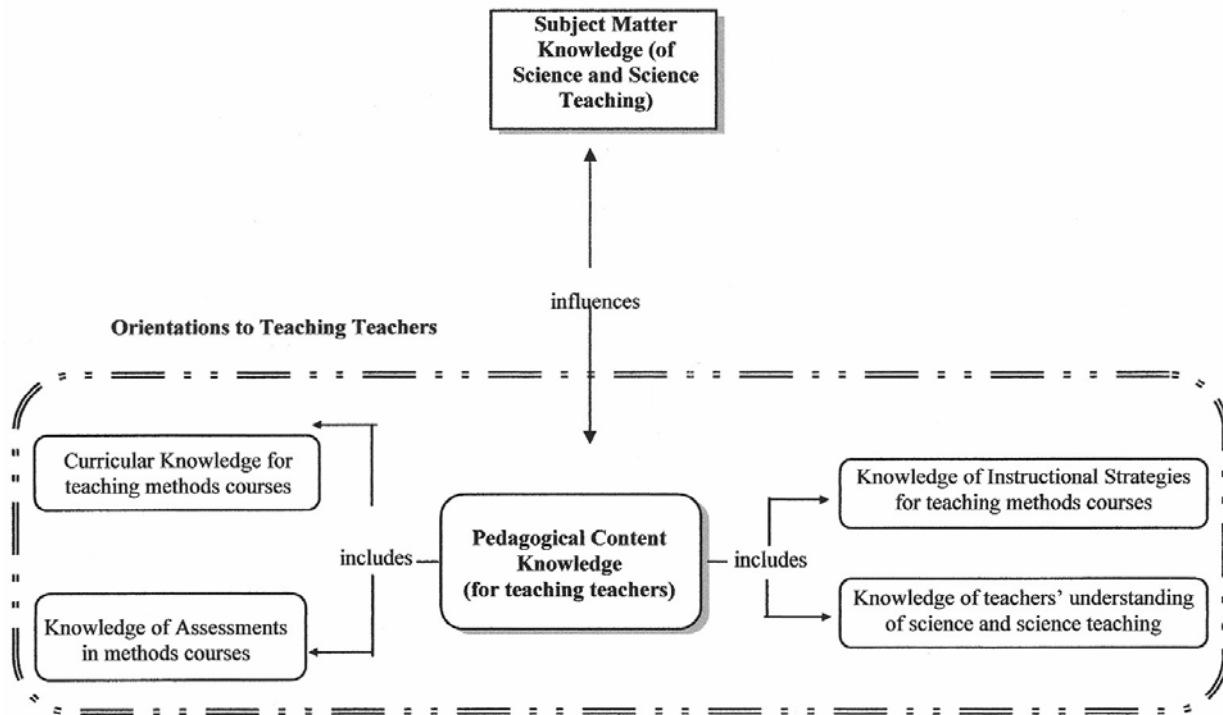 Subject Matter
Knowledge (of
Science and Science
Teaching)
influences
Orientations to Teaching Teachers
Curricular Knowledge for
teaching methods courses
Knowledge of Assessments
in methods courses
includes
Pedagogical Content
Knowledge
(for teaching teachers)
includes
Knowledge of Instructional Strategies
for teaching methods courses
Knowledge of teachers’ understanding
of science and science teaching